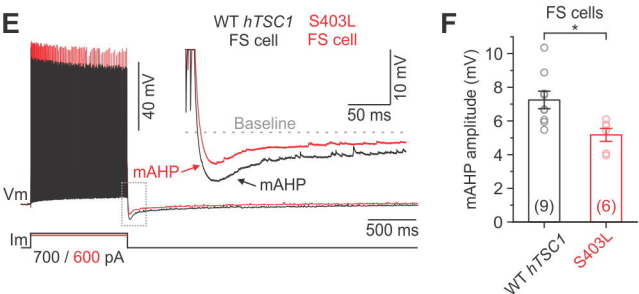 E
WT hTSC1
FS cell
S403L
FS cell
40 mV
10 mV
50 ms
Baseline
mAHP
mAHP
Vm
500 ms
Im
700 / 600 pA
F
FS cells
*
mAHP amplitude (mV)
12
10
8
6
4
2
0
(9)
(6)
WT hTSC1
S403L